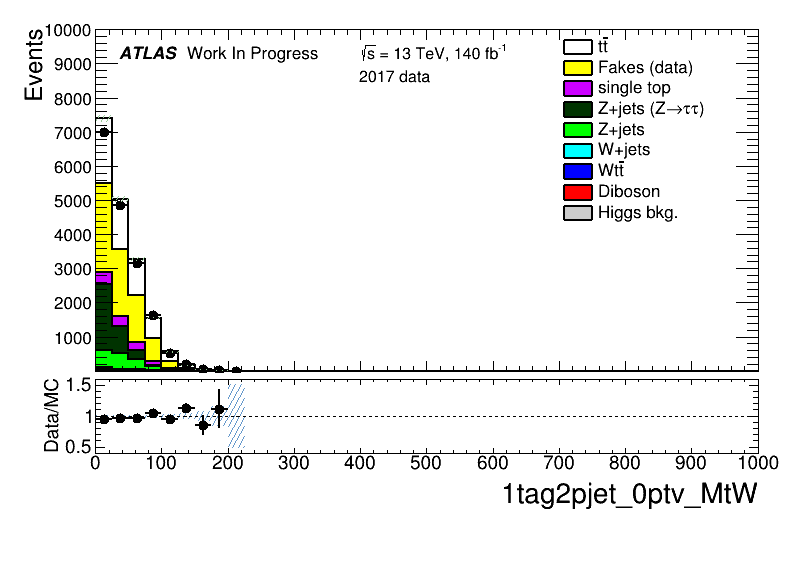 ATLAS Work In Progress
√s = 13 TeV, 140 fb⁻¹
2017 data
tt̄
Fakes (data)
single top
Z+jets (Z→ττ)
Z+jets
W+jets
Wtt̄
Diboson
Higgs bkg.
Events
10000
9000
8000
7000
6000
5000
4000
3000
2000
1000
Data/MC
1.5
1
0.5
0 100 200 300 400 500 600 700 800 900 1000
1tag2pjet_0ptv_MtW